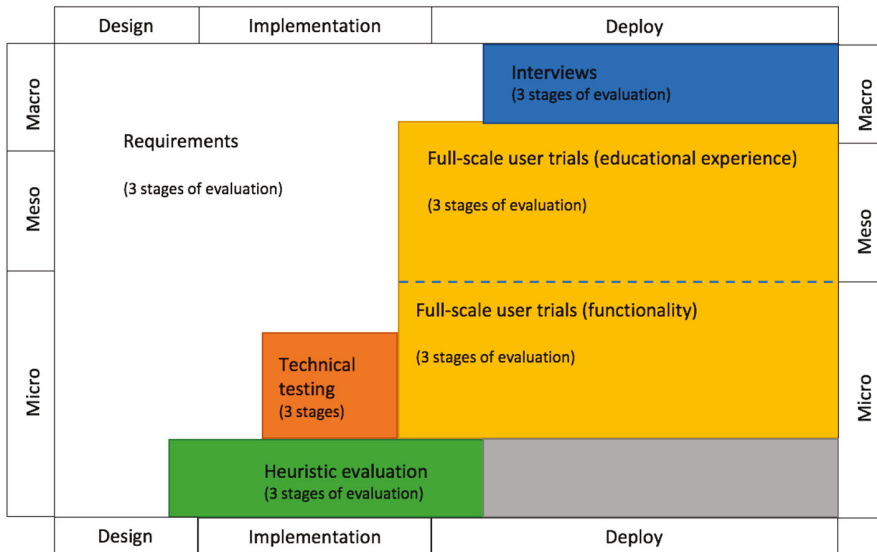 Design
Implementation
Deploy
Macro
Meso
Micro
Macro
Meso
Micro
Interviews
(3 stages of evaluation)
Requirements
(3 stages of evaluation)
Full-scale user trials (educational experience)
(3 stages of evaluation)
Full-scale user trials (functionality)
(3 stages of evaluation)
Technical
testing
(3 stages)
Heuristic evaluation
(3 stages of evaluation)
Design
Implementation
Deploy